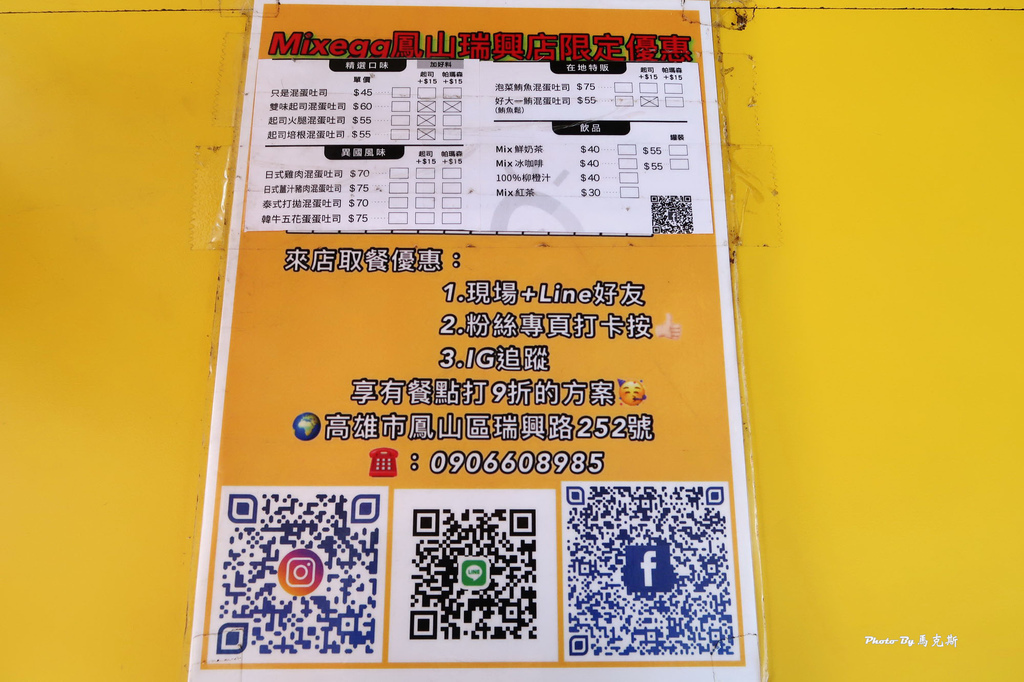 Mixegg鳳山瑞興店限定優惠
精選口味 加好料
單價 起司+$15 帕瑪森+$15
只是混蛋吐司 $45
雙味起司混蛋吐司 $60
起司火腿混蛋吐司 $55
起司培根混蛋吐司 $55
異國風味 起司+$15 帕瑪森+$15
日式雞肉混蛋吐司 $70
日式薑汁豬肉混蛋吐司 $75
泰式打拋混蛋吐司 $70
韓牛五花蛋蛋吐司 $75
在地特販 起司+$15 帕瑪森+$15
泡菜鮪魚混蛋吐司 $75
好大一鮪混蛋吐司 $55
(鮪魚鬆)
飲品
罐裝
Mix 鮮奶茶 $40 $55
Mix 冰咖啡 $40 $55
100%柳橙汁 $40
Mix 紅茶 $30
來店取餐優惠：
1.現場+Line好友
2.粉絲專頁打卡按👍🏻
3.IG追蹤
享有餐點打9折的方案🥳
🌍高雄市鳳山區瑞興路252號
☎️：0906608985
LINE
Photo By 馬克斯